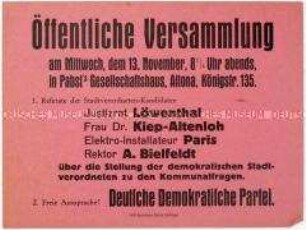 Öffentliche Versammlung
am Mittwoch, dem 13. November, 8½ Uhr abends,
in Pabst's Gesellschaftshaus, Altona, Königstr. 135.
1. Referate der Stadtverordneten-Kandidaten
Justizrat Löwenthal
Frau Dr. Kiep-Altenloh
Elektro-Installateur Paris
Rektor A. Bielfeldt
über die Stellung der demokratischen Stadt-
verordneten zu den Kommunalfragen.
2. Freie Aussprache!
Deutsche Demokratische Partei.